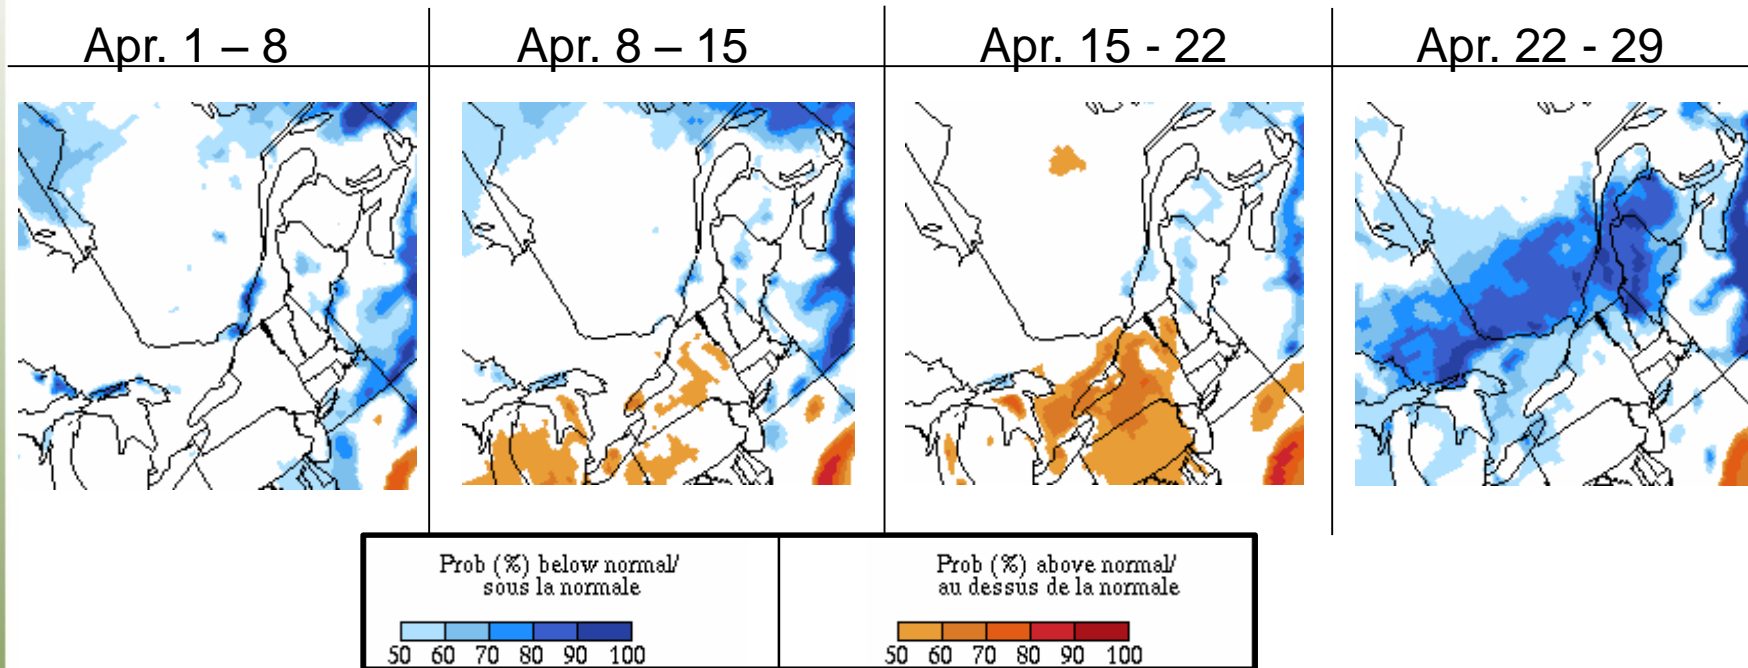 Apr. 1 – 8
Apr. 8 – 15
Apr. 15 - 22
Apr. 22 - 29
Prob (%) below normal/
sous la normale
50 60 70 80 90 100
Prob (%) above normal/
au dessus de la normale
50 60 70 80 90 100